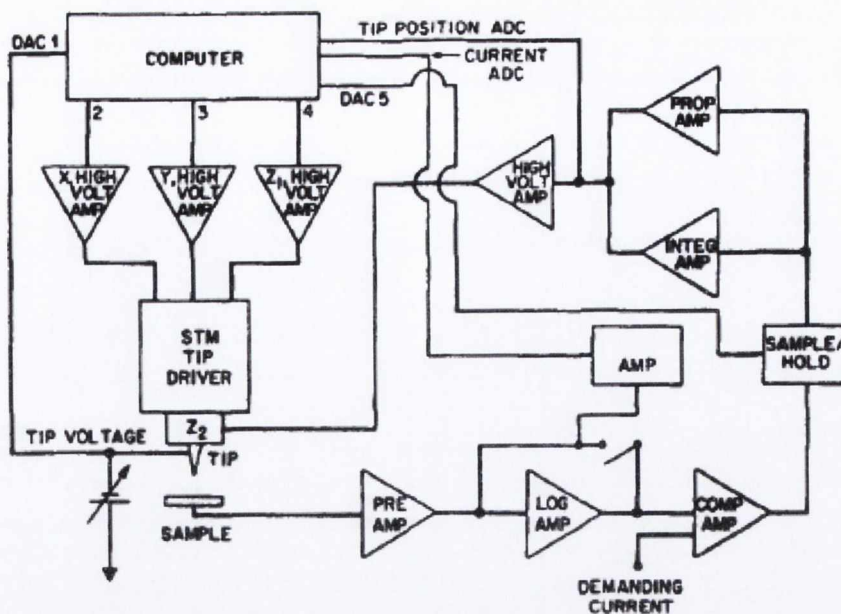 TIP POSITION ADC
DAC 1
COMPUTER
CURRENT
ADC
DAC 5
2
3
4
X, HIGH
VOLT
AMP
Y, HIGH
VOLT
AMP
Z1, HIGH
VOLT
AMP
HIGH
VOLT
AMP
PROP
AMP
INTEG
AMP
STM
TIP
DRIVER
SAMPLE/
HOLD
AMP
Z2
TIP VOLTAGE
TIP
PRE
AMP
LOG
AMP
COMP
AMP
SAMPLE
DEMANDING
CURRENT